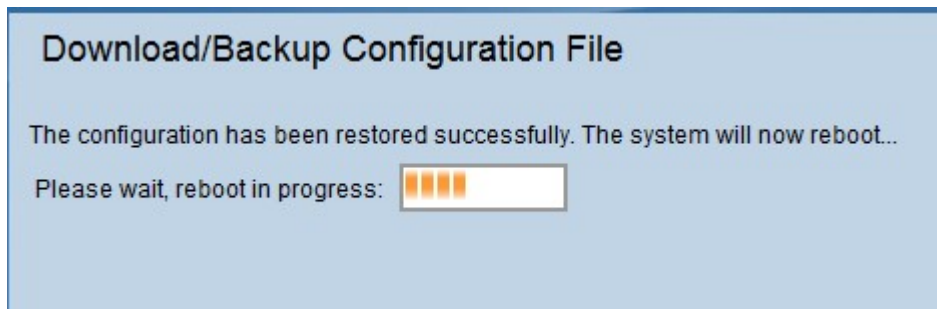 Download/Backup Configuration File
The configuration has been restored successfully. The system will now reboot...
Please wait, reboot in progress: